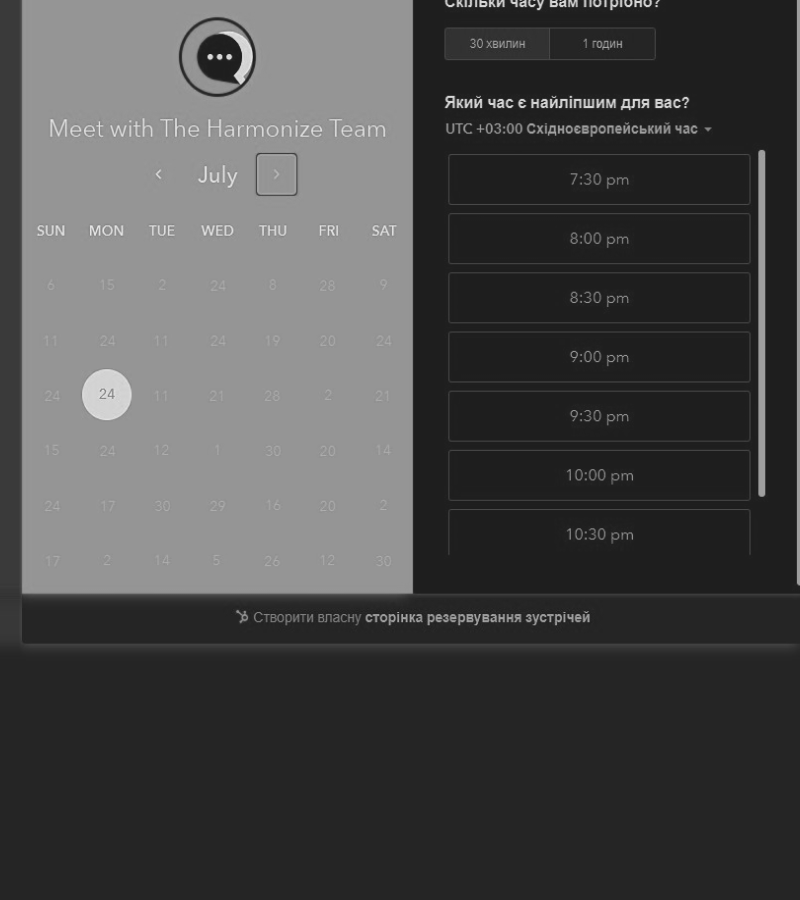 Скільки часу вам потрібно?
30 хвилин 1 годин
Meet with The Harmonize Team
July
SUN MON TUE WED THU FRI SAT
6 15 2 24 8 28 9
11 24 11 24 19 20 24
24 24 11 21 28 2 21
15 24 12 1 30 20 14
24 17 30 29 16 20 2
17 2 14 5 26 12 30
Який час є найліпшим для вас?
UTC +03:00 Східноєвропейський час
7:30 pm
8:00 pm
8:30 pm
9:00 pm
9:30 pm
10:00 pm
10:30 pm
Створити власну сторінка резервування зустрічей